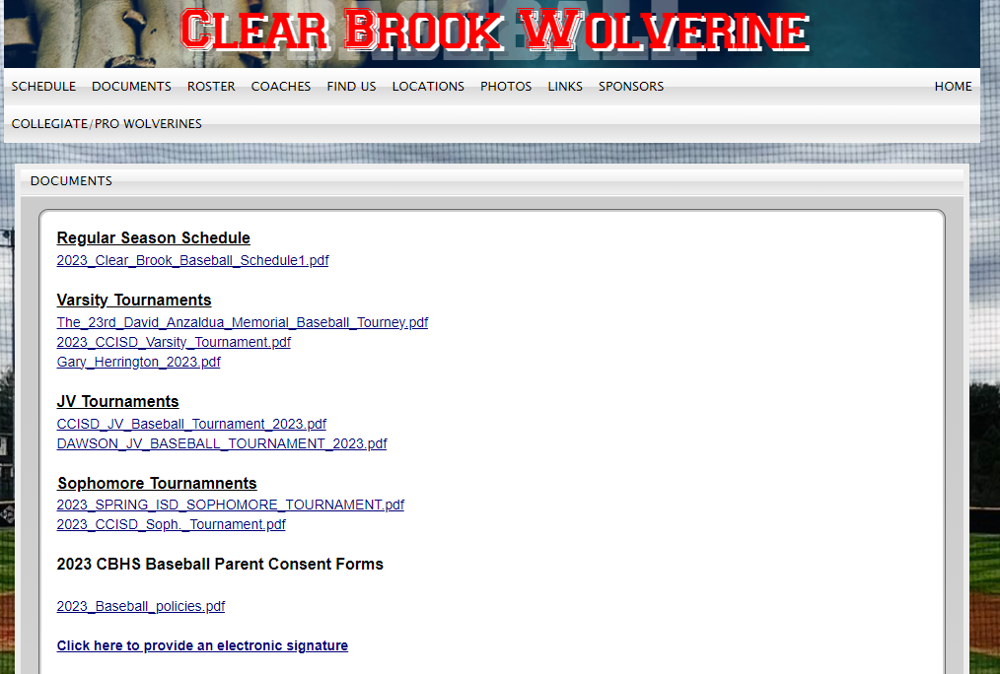 BASEBALL
CLEAR BROOK WOLVERINE
SCHEDULE DOCUMENTS ROSTER COACHES FIND US LOCATIONS PHOTOS LINKS SPONSORS HOME
COLLEGIATE/PRO WOLVERINES
DOCUMENTS
Regular Season Schedule
2023_Clear_Brook_Baseball_Schedule1.pdf
Varsity Tournaments
The_23rd_David_Anzaldua_Memorial_Baseball_Tourney.pdf
2023_CCISD_Varsity_Tournament.pdf
Gary_Herrington_2023.pdf
JV Tournaments
CCISD_JV_Baseball_Tournament_2023.pdf
DAWSON_JV_BASEBALL_TOURNAMENT_2023.pdf
Sophomore Tournamnents
2023_SPRING_ISD_SOPHOMORE_TOURNAMENT.pdf
2023_CCISD_Soph._Tournament.pdf
2023 CBHS Baseball Parent Consent Forms
2023_Baseball_policies.pdf
Click here to provide an electronic signature